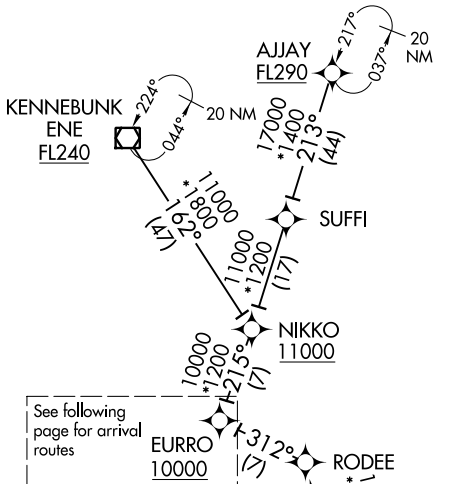 AJJAY
FL290
217°
037°
20
NM
KENNEBUNK
ENE
FL240
224°
044°
20 NM
17000
*1400
213°
(44)
11000
*1800
162°
(47)
SUFFI
11000
*1200
(17)
NIKKO
11000
10000
*1200
215°
(7)
See following
page for arrival
routes
EURRO
10000
312°
(7)
RODEE